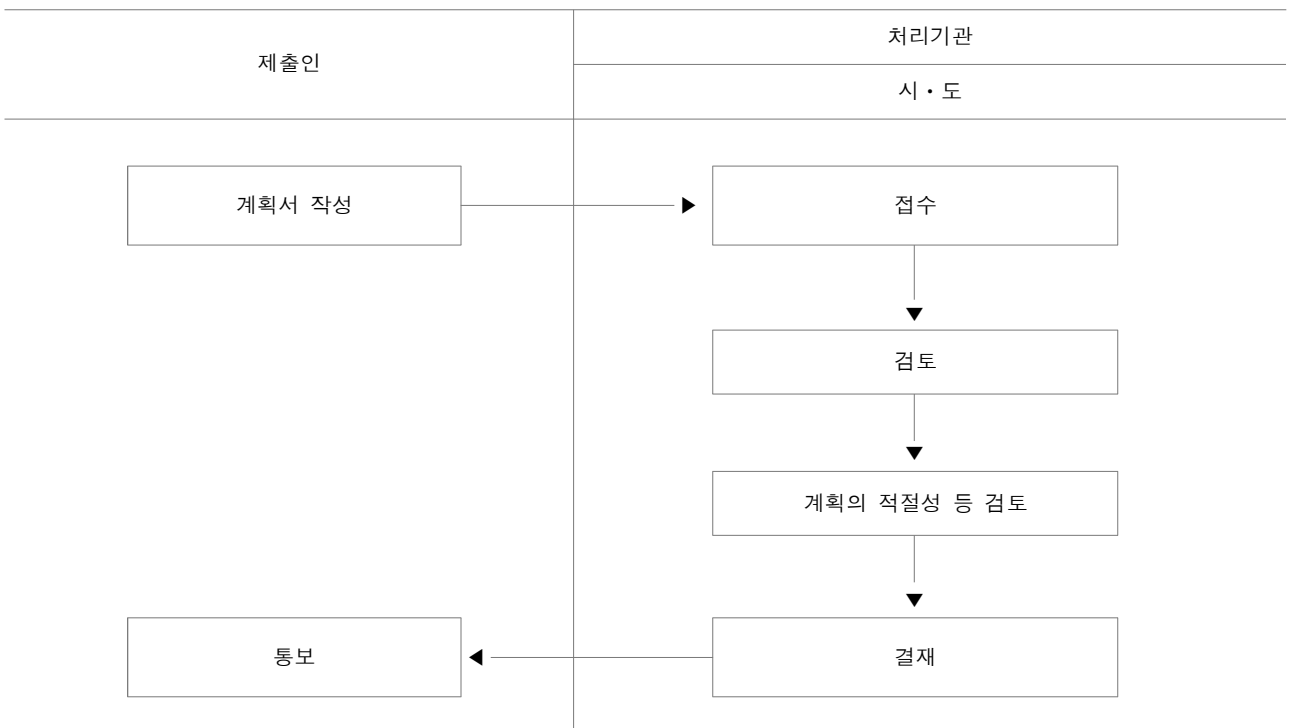 제출인
처리기관
시・도
계획서 작성
접수
검토
계획의 적절성 등 검토
통보
결재